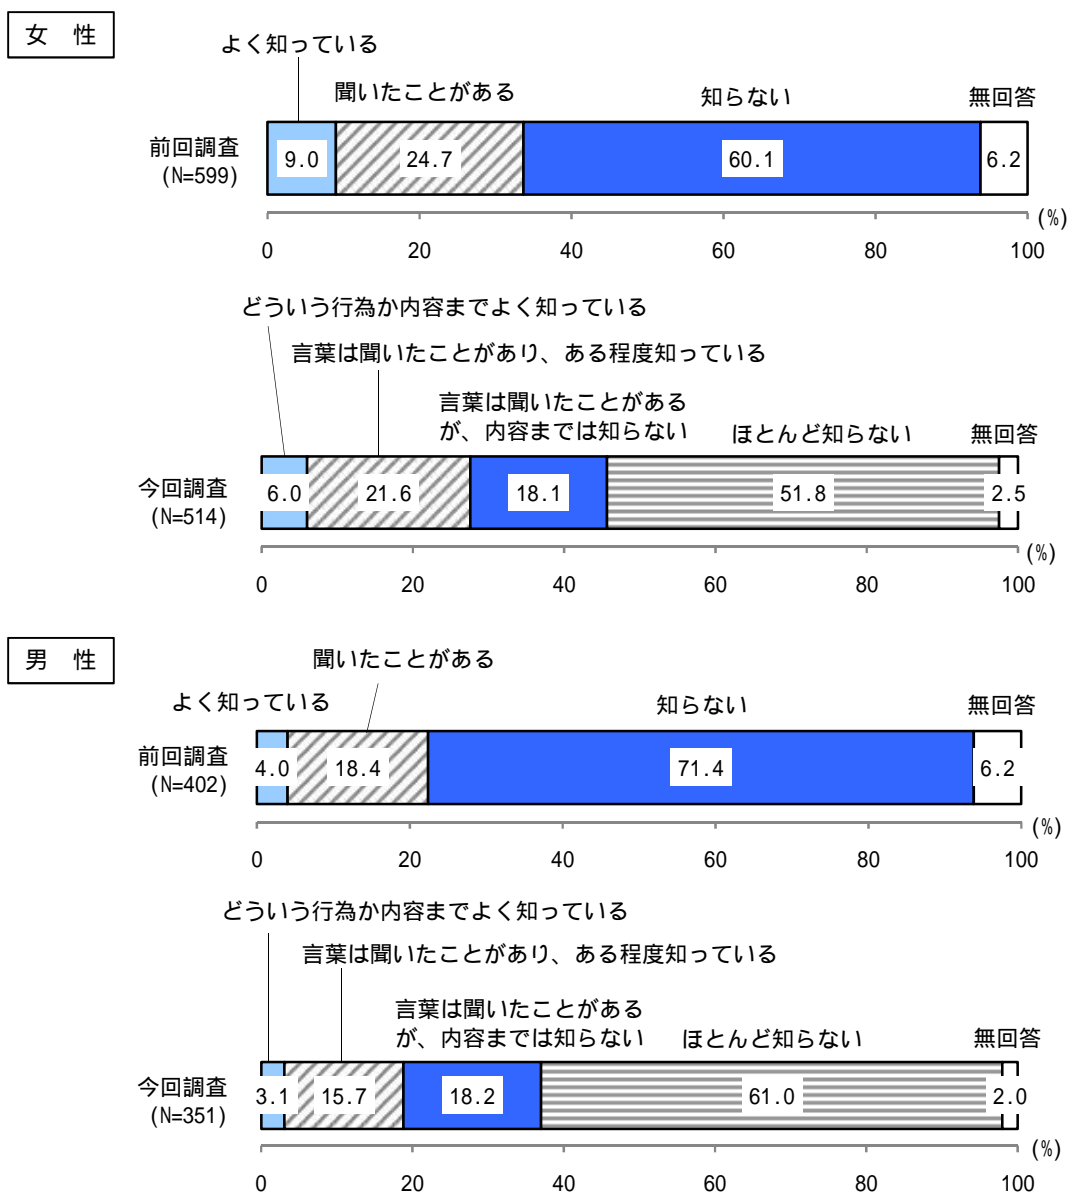 女 性
よく知っている
聞いたことがある 知らない 無回答
前回調査
(N=599)
9.0 24.7 60.1 6.2
(%)
0 20 40 60 80 100
どういう行為か内容までよく知っている
言葉は聞いたことがあり、ある程度知っている
言葉は聞いたことがある
が、内容までは知らない
ほとんど知らない 無回答
今回調査
(N=514)
6.0 21.6 18.1 51.8 2.5
(%)
0 20 40 60 80 100
男 性
聞いたことがある
よく知っている 知らない 無回答
前回調査
(N=402)
4.0 18.4 71.4 6.2
(%)
0 20 40 60 80 100
どういう行為か内容までよく知っている
言葉は聞いたことがあり、ある程度知っている
言葉は聞いたことがある
が、内容までは知らない
ほとんど知らない 無回答
今回調査
(N=351)
3.1 15.7 18.2 61.0 2.0
(%)
0 20 40 60 80 100